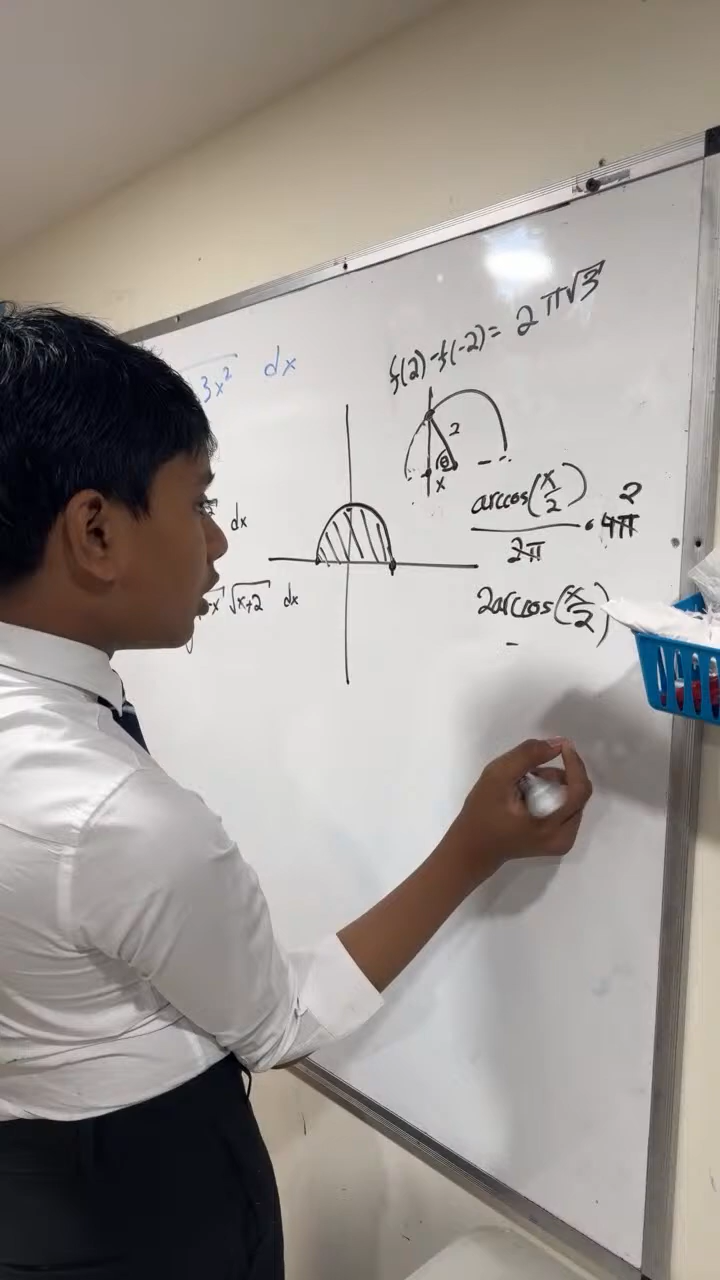 f(2)-f(-2)= 2π√3
3x² dx
2
θ
x
arccos(x/2)/2π · 4π
2
dx
√x+2 dx
2arccos(x/2)
-